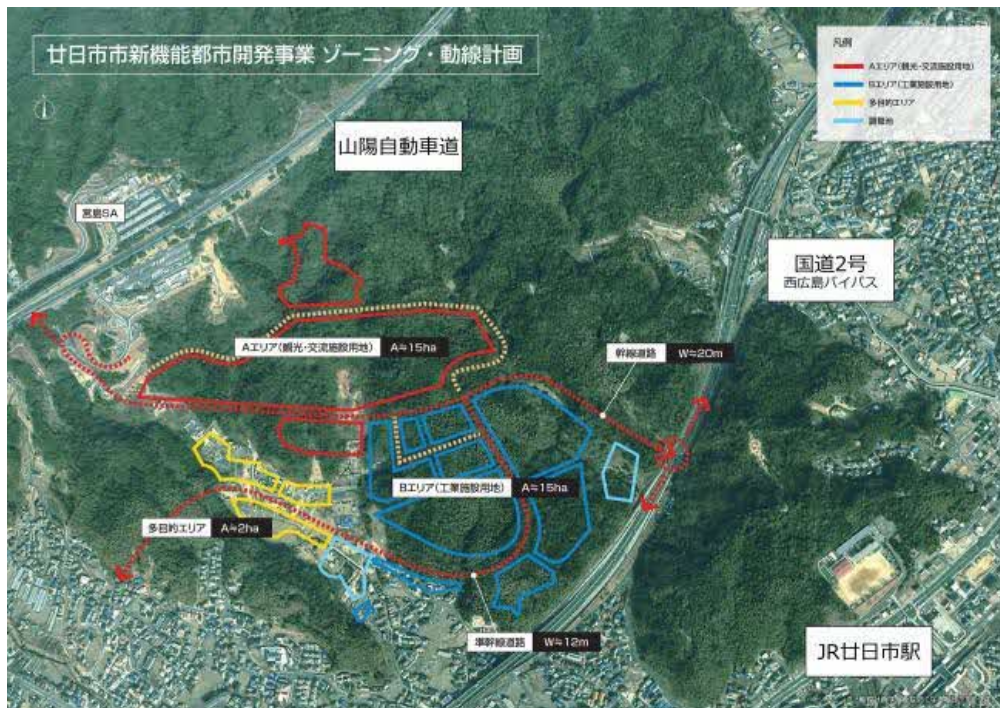 廿日市市新機能都市開発事業 ゾーニング・動線計画
凡例
Aエリア(観光・交流施設用地)
Bエリア(工業施設用地)
多目的エリア
調整池
山陽自動車道
宮島SA
国道2号
西広島バイパス
Aエリア(観光・交流施設用地) A≒15ha
幹線道路 W≒20m
Bエリア(工業施設用地) A≒15ha
多目的エリア A≒2ha
準幹線道路 W≒12m
JR廿日市駅